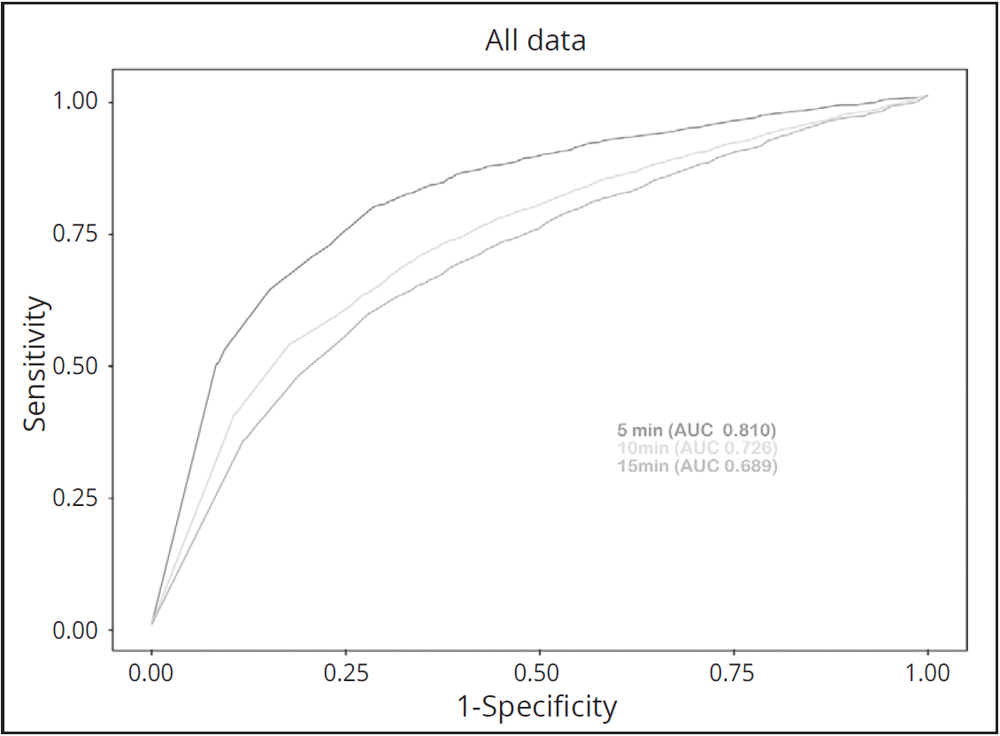 All data
1.00
0.75
0.50
0.25
0.00
Sensitivity
5 min (AUC  0.810)
10min (AUC 0.726)
15min (AUC 0.689)
0.00 0.25 0.50 0.75 1.00
1-Specificity